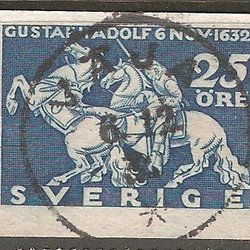 GUSTAF II ADOLF 6 NOV. 1632
25
ÖRE
SVERIGE